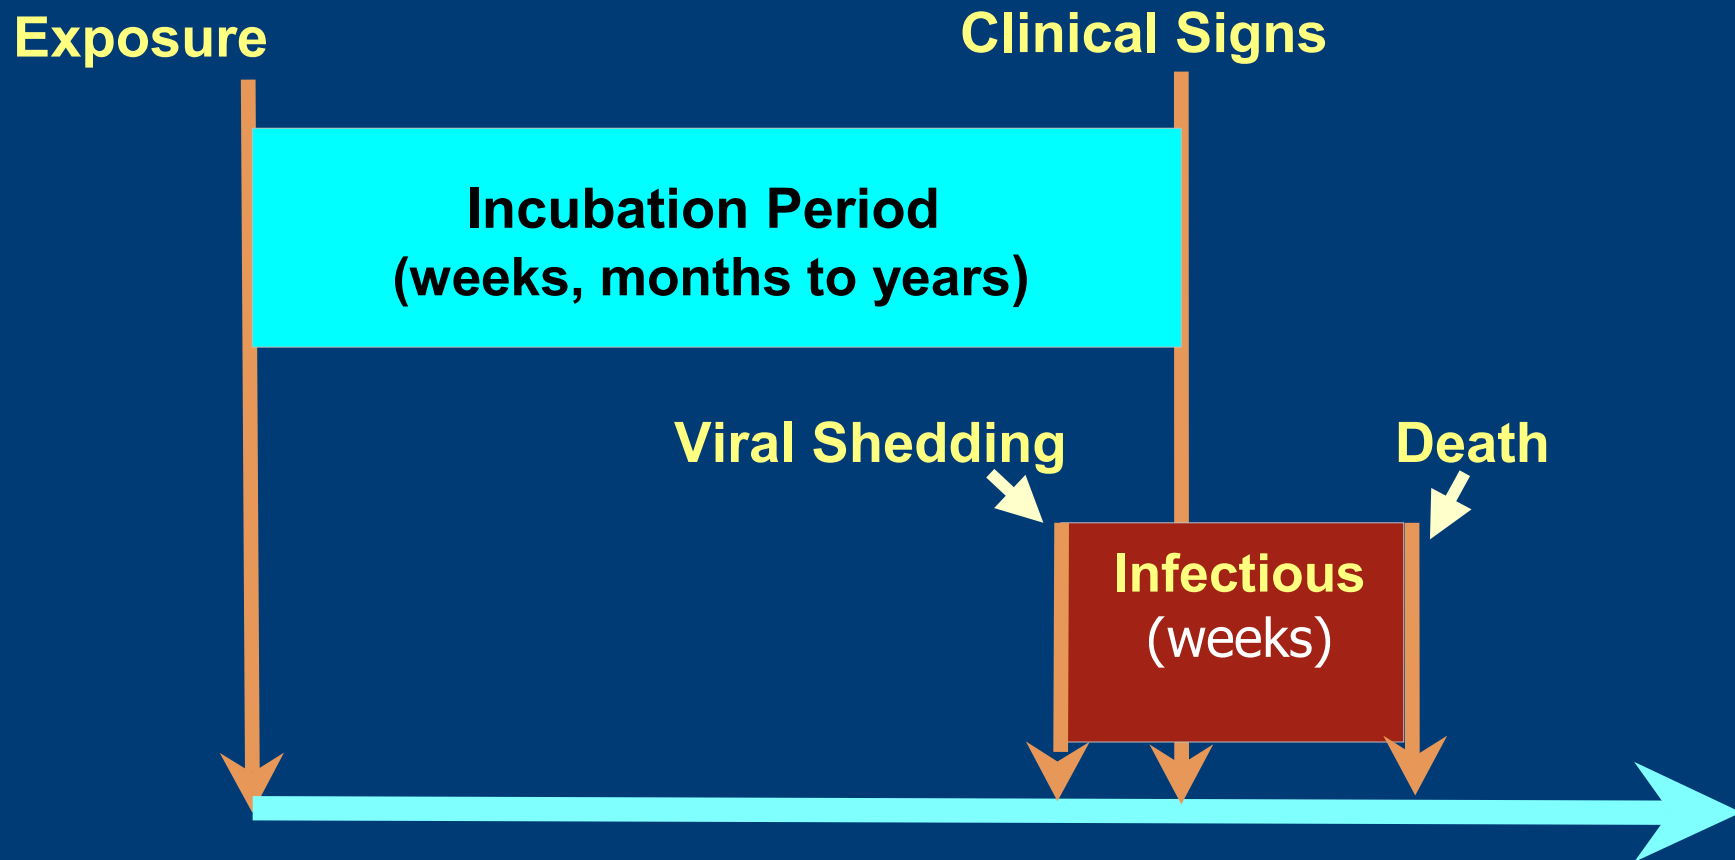 Exposure
Clinical Signs
Incubation Period
(weeks, months to years)
Viral Shedding
Death
Infectious
(weeks)